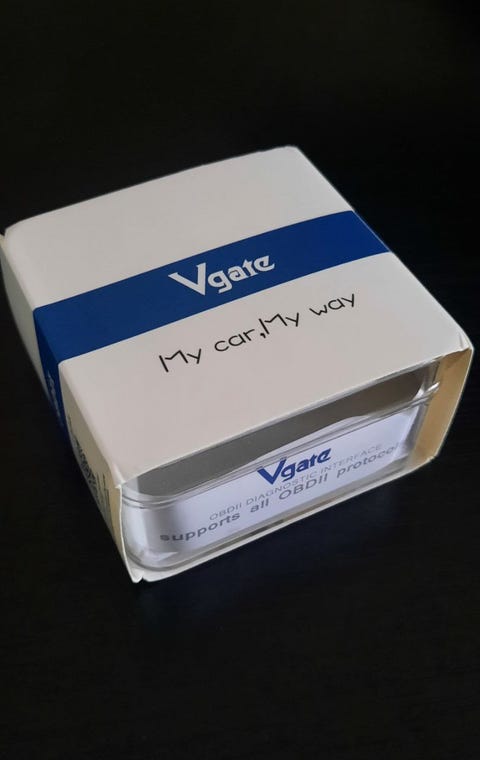 Vgate
My car,My way
Vgate
OBDII DIAGNOSTIC INTERFACE
supports all OBDII protocol